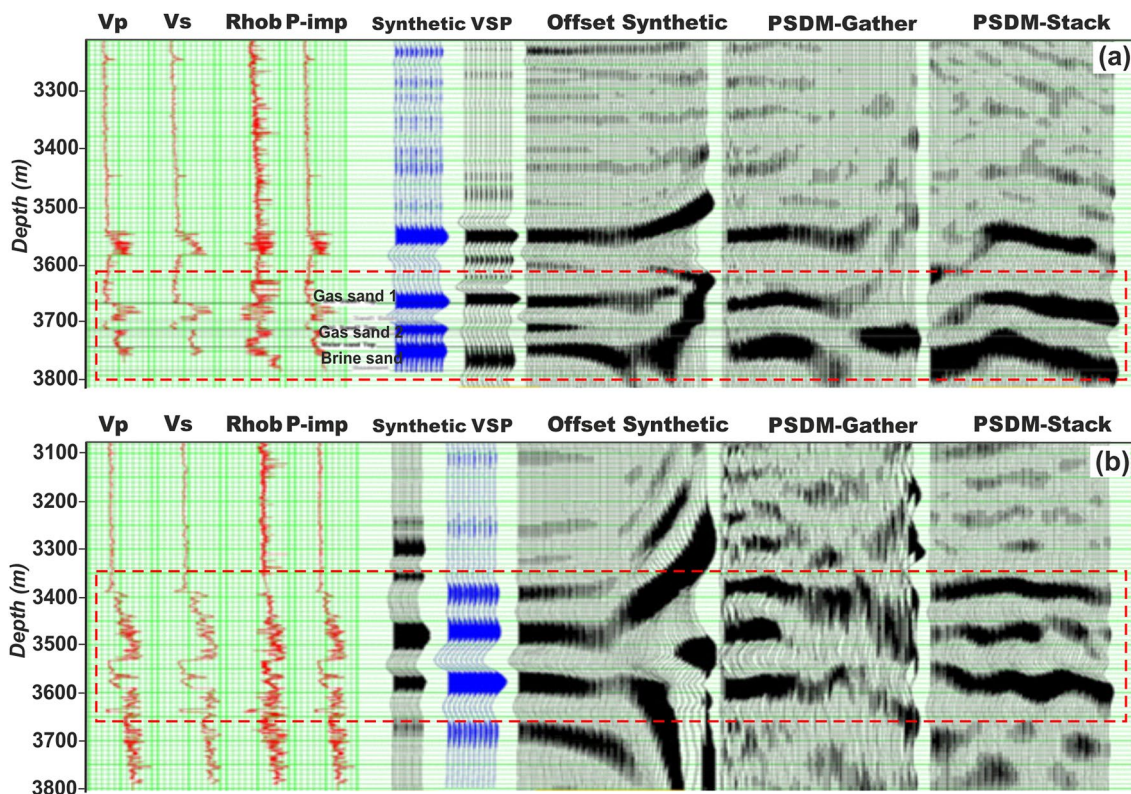 Vp Vs Rhob P-imp Synthetic VSP Offset Synthetic PSDM-Gather PSDM-Stack
(a)
Depth (m)
3300
3400
3500
3600
3700
3800
Gas sand 1
Gas sand 2
Brine sand
Vp Vs Rhob P-imp Synthetic VSP Offset Synthetic PSDM-Gather PSDM-Stack
(b)
Depth (m)
3100
3200
3300
3400
3500
3600
3700
3800